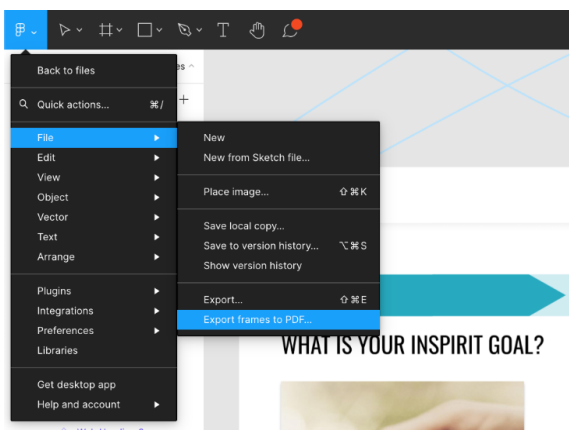 Back to files
es
Quick actions... ⌘/
File
Edit
View
Object
Vector
Text
Arrange
Plugins
Integrations
Preferences
Libraries
Get desktop app
Help and account
New
New from Sketch file...
Place image... ⇧⌘K
Save local copy...
Save to version history... ⌥⌘S
Show version history
Export... ⇧⌘E
Export frames to PDF...
WHAT IS YOUR INSPIRIT GOAL?